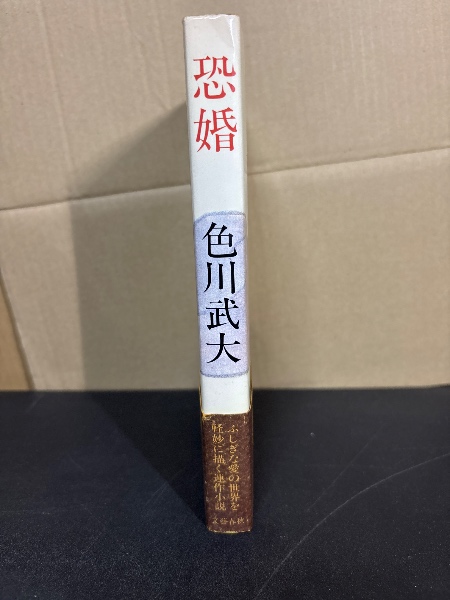 恐婚
色川武大
ふしぎな愛の世界を
軽妙に描く連作小説
文藝春秋